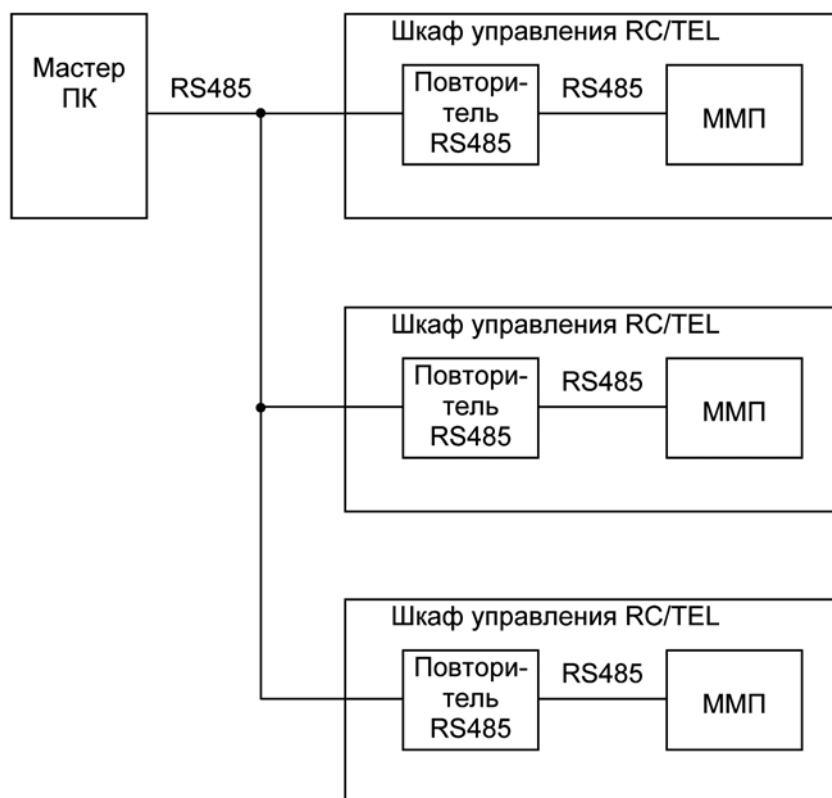 Мастер
ПК
RS485
Шкаф управления RC/TEL
Повтори-
тель
RS485
RS485
ММП
Шкаф управления RC/TEL
Повтори-
тель
RS485
RS485
ММП
Шкаф управления RC/TEL
Повтори-
тель
RS485
RS485
ММП